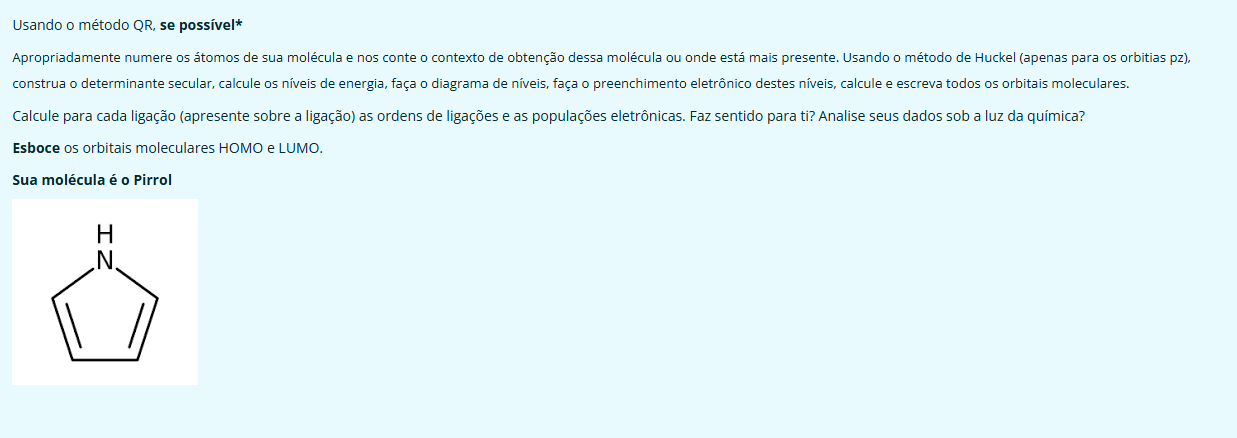 Usando o método QR, se possível*
Apropriadamente numere os átomos de sua molécula e nos conte o contexto de obtenção dessa molécula ou onde está mais presente. Usando o método de Huckel (apenas para os orbitias pz),
construa o determinante secular, calcule os níveis de energia, faça o diagrama de níveis, faça o preenchimento eletrônico destes níveis, calcule e escreva todos os orbitais moleculares.
Calcule para cada ligação (apresente sobre a ligação) as ordens de ligações e as populações eletrônicas. Faz sentido para ti? Analise seus dados sob a luz da química?
Esboce os orbitais moleculares HOMO e LUMO.
Sua molécula é o Pirrol
H
N